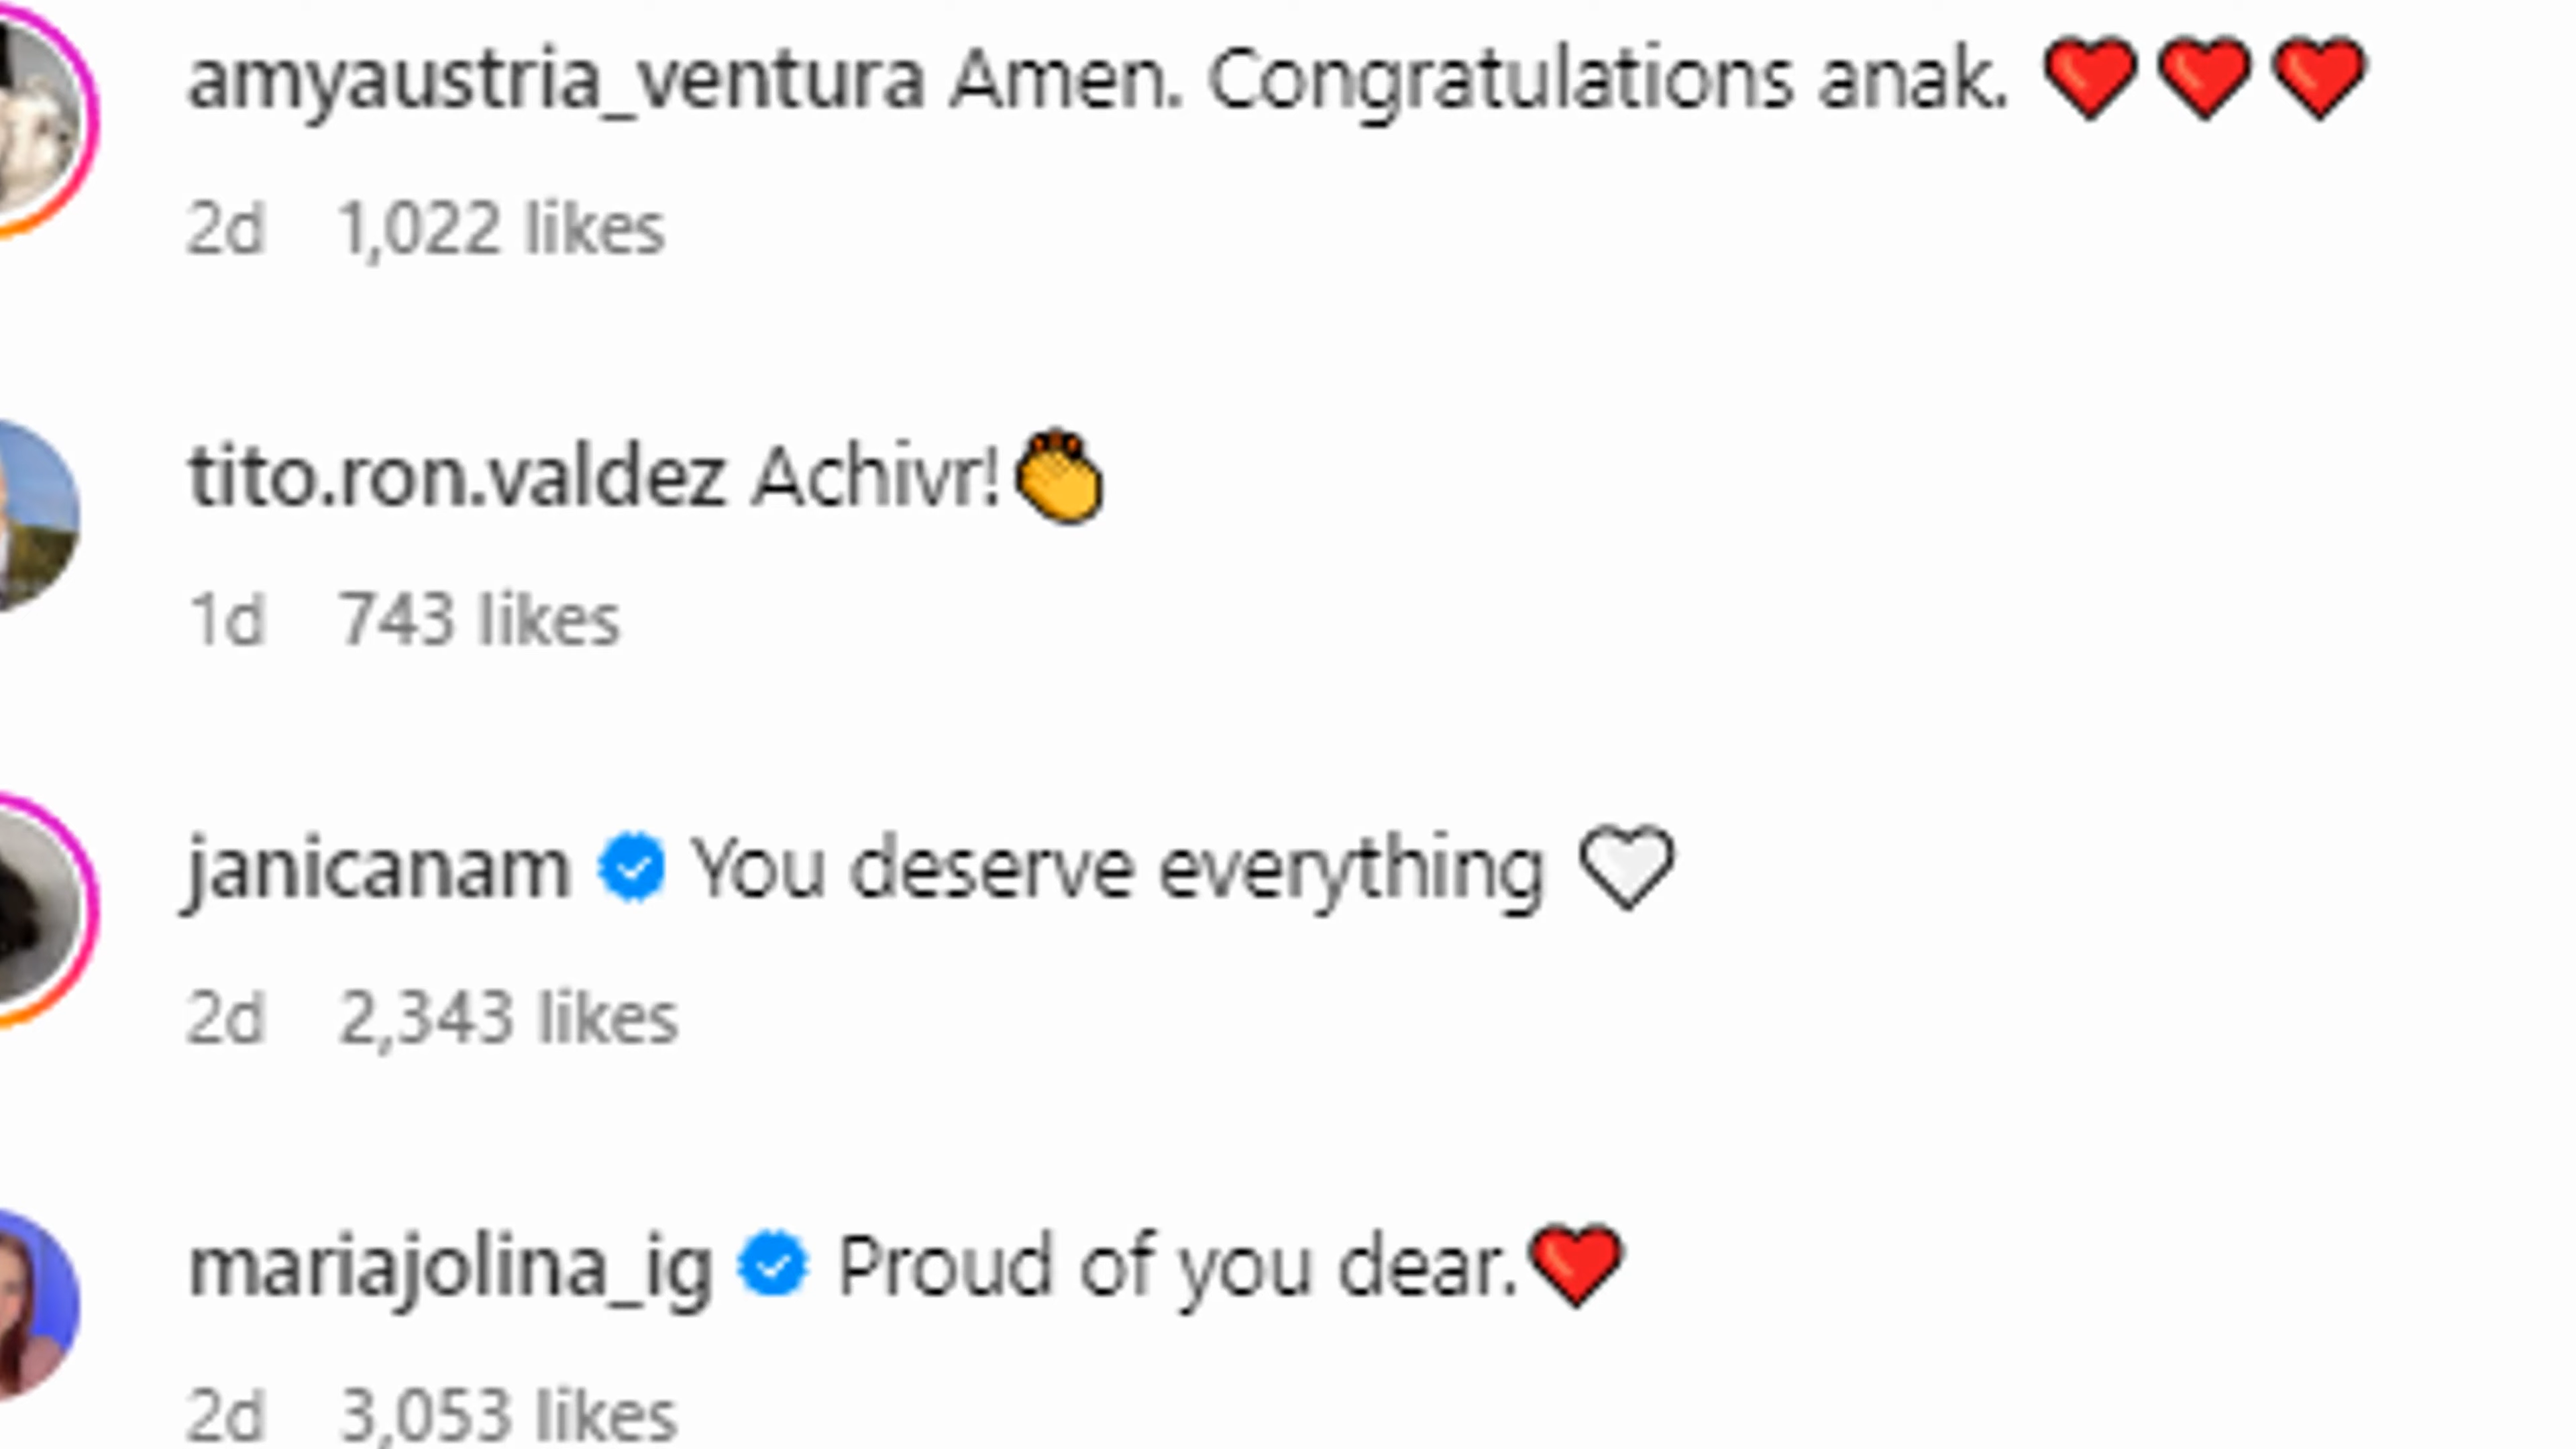 amyaustria_ventura Amen. Congratulations anak. ❤️❤️❤️
2d 1,022 likes
tito.ron.valdez Achivr!👏
1d 743 likes
janicanam You deserve everything 🤍
2d 2,343 likes
mariajolina_ig Proud of you dear.❤️
2d 3,053 likes